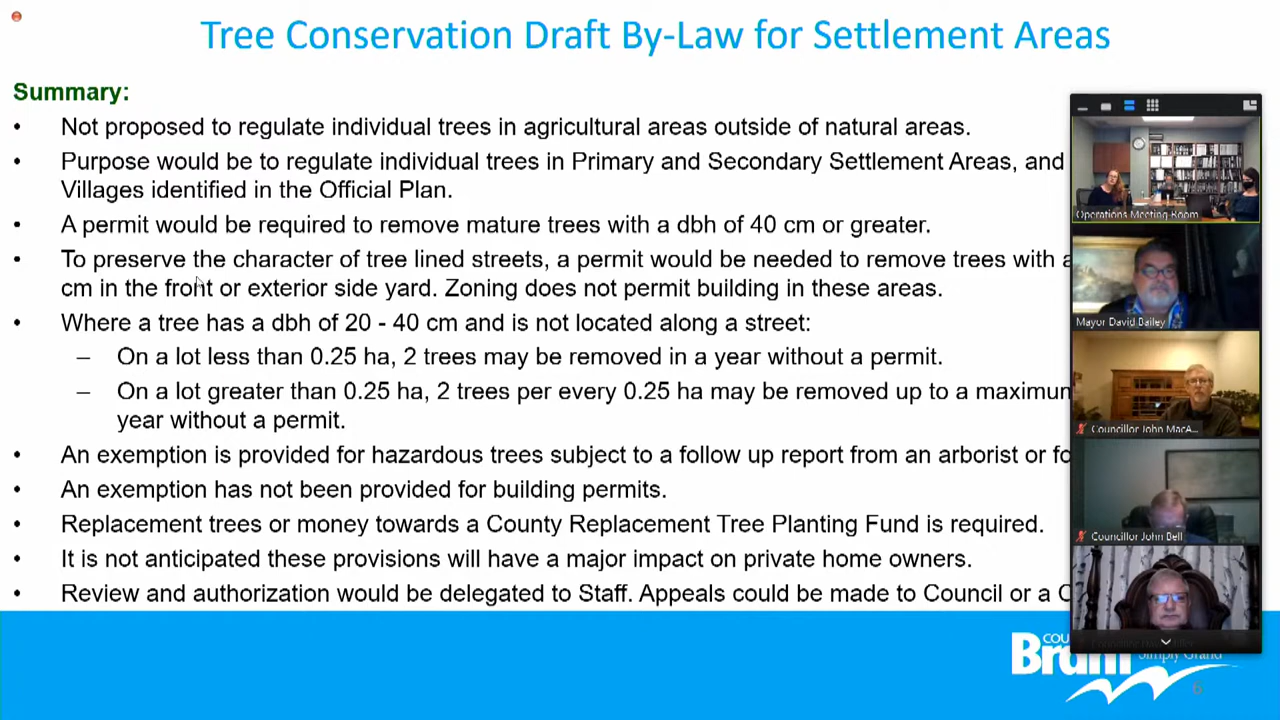 Tree Conservation Draft By-Law for Settlement Areas
Summary:
• Not proposed to regulate individual trees in agricultural areas outside of natural areas.
• Purpose would be to regulate individual trees in Primary and Secondary Settlement Areas, and
Villages identified in the Official Plan.
• A permit would be required to remove mature trees with a dbh of 40 cm or greater.
• To preserve the character of tree lined streets, a permit would be needed to remove trees with a
cm in the front or exterior side yard. Zoning does not permit building in these areas.
• Where a tree has a dbh of 20 - 40 cm and is not located along a street:
– On a lot less than 0.25 ha, 2 trees may be removed in a year without a permit.
– On a lot greater than 0.25 ha, 2 trees per every 0.25 ha may be removed up to a maximum
year without a permit.
• An exemption is provided for hazardous trees subject to a follow up report from an arborist or fo
• An exemption has not been provided for building permits.
• Replacement trees or money towards a County Replacement Tree Planting Fund is required.
• It is not anticipated these provisions will have a major impact on private home owners.
• Review and authorization would be delegated to Staff. Appeals could be made to Council or a C
Operations Meeting Room
Mayor David Bailey
Councillor John MacA...
Councillor John Bell
COU
Simply Grand
6